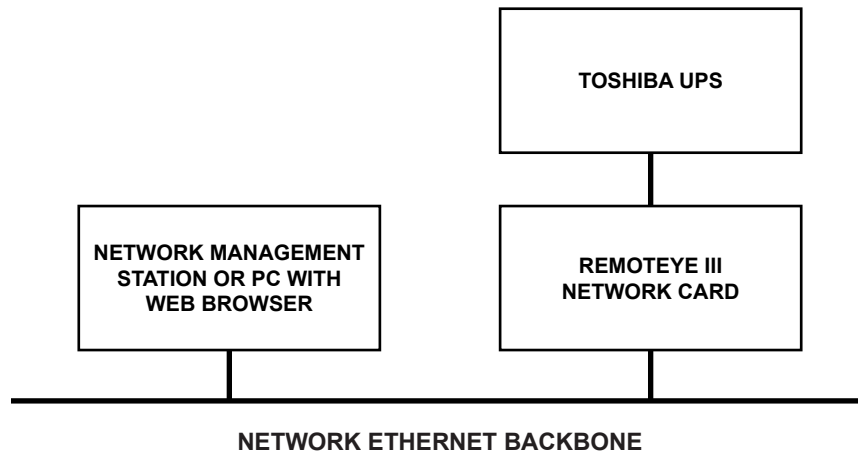 TOSHIBA UPS
NETWORK MANAGEMENT
STATION OR PC WITH
WEB BROWSER
REMOTEYE III
NETWORK CARD
NETWORK ETHERNET BACKBONE